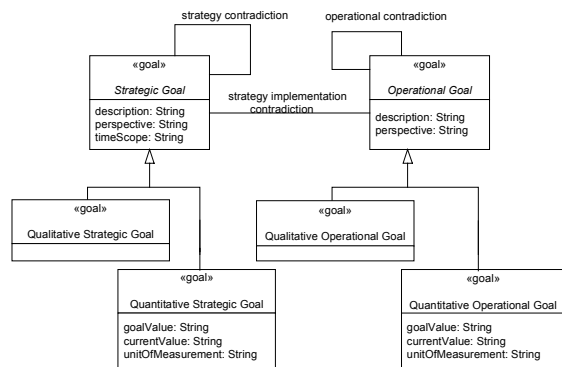 strategy contradiction
operational contradiction
«goal»
Strategic Goal
description: String
perspective: String
timeScope: String
strategy implementation
contradiction
«goal»
Operational Goal
description: String
perspective: String
«goal»
Qualitative Strategic Goal
«goal»
Qualitative Operational Goal
«goal»
Quantitative Strategic Goal
goalValue: String
currentValue: String
unitOfMeasurement: String
«goal»
Quantitative Operational Goal
goalValue: String
currentValue: String
unitOfMeasurement: String